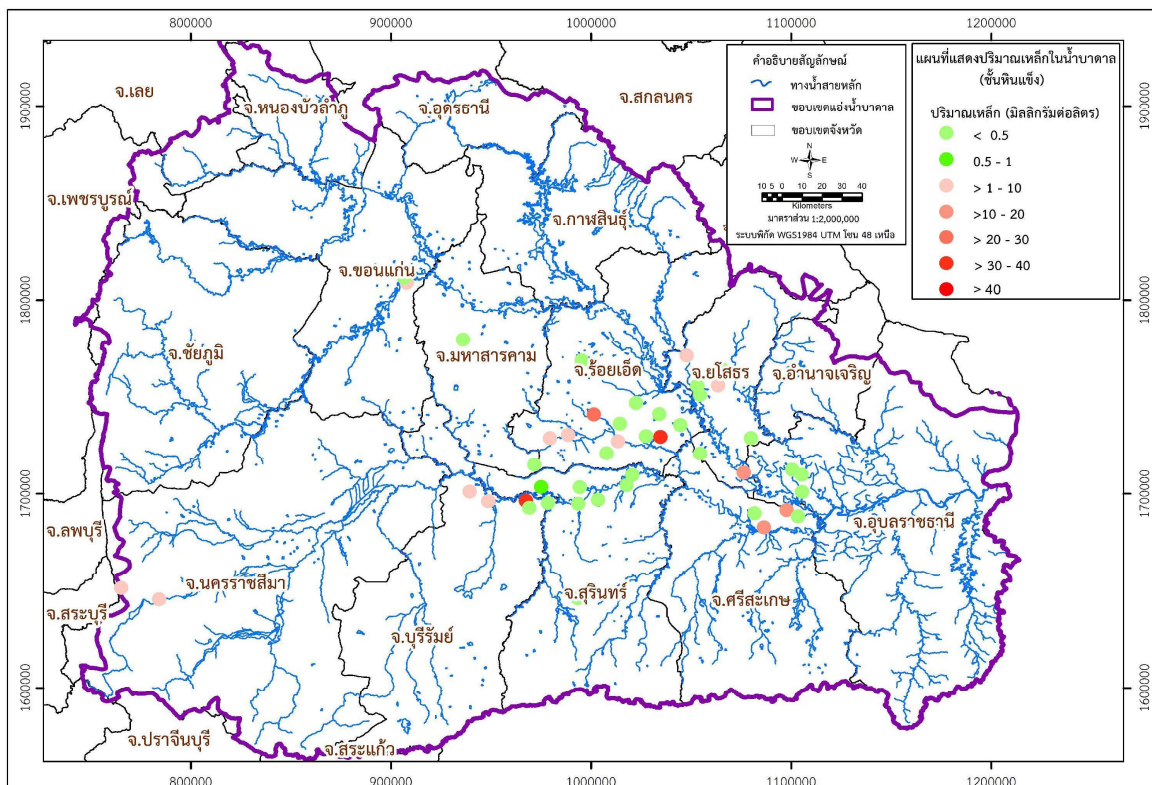 800000 900000 1000000 1100000 1200000
คำอธิบายสัญลักษณ์
ทางน้ำสายหลัก
ขอบเขตแอ่งน้ำบาดาล
ขอบเขตจังหวัด
N
W E
S
10 5 0 10 20 30 40
Kilometers
มาตราส่วน 1:2,000,000
ระบบพิกัด WGS1984 UTM โซน 48 เหนือ
แผนที่แสดงปริมาณเหล็กในน้ำบาดาล
(ชั้นหินแข็ง)
ปริมาณเหล็ก (มิลลิกรัมต่อลิตร)
< 0.5
0.5 - 1
> 1 - 10
>10 - 20
> 20 - 30
> 30 - 40
> 40
จ.เลย
จ.หนองบัวลำภู
จ.อุดรธานี
จ.สกลนคร
จ.เพชรบูรณ์
จ.กาฬสินธุ์
จ.ขอนแก่น
จ.ชัยภูมิ
จ.มหาสารคาม
จ.ร้อยเอ็ด
จ.ยโสธร
จ.อำนาจเจริญ
จ.ลพบุรี
จ.อุบลราชธานี
จ.นครราชสีมา
จ.สระบุรี
จ.สุรินทร์
จ.ศรีสะเกษ
จ.บุรีรัมย์
จ.ปราจีนบุรี
จ.สระแก้ว
1900000 1900000
1800000 1800000
1700000 1700000
1600000 1600000
800000 900000 1000000 1100000 1200000